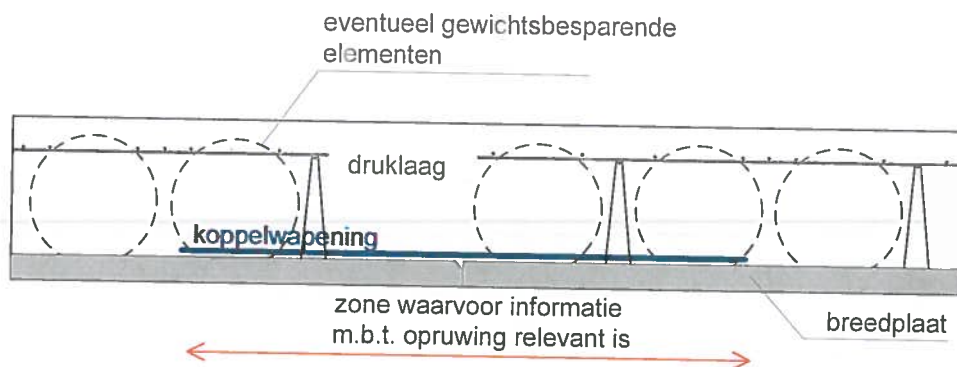 eventueel gewichtsbesparende
elementen
druklaag
koppelwapening
zone waarvoor informatie
m.b.t. opruwing relevant is
breedplaat